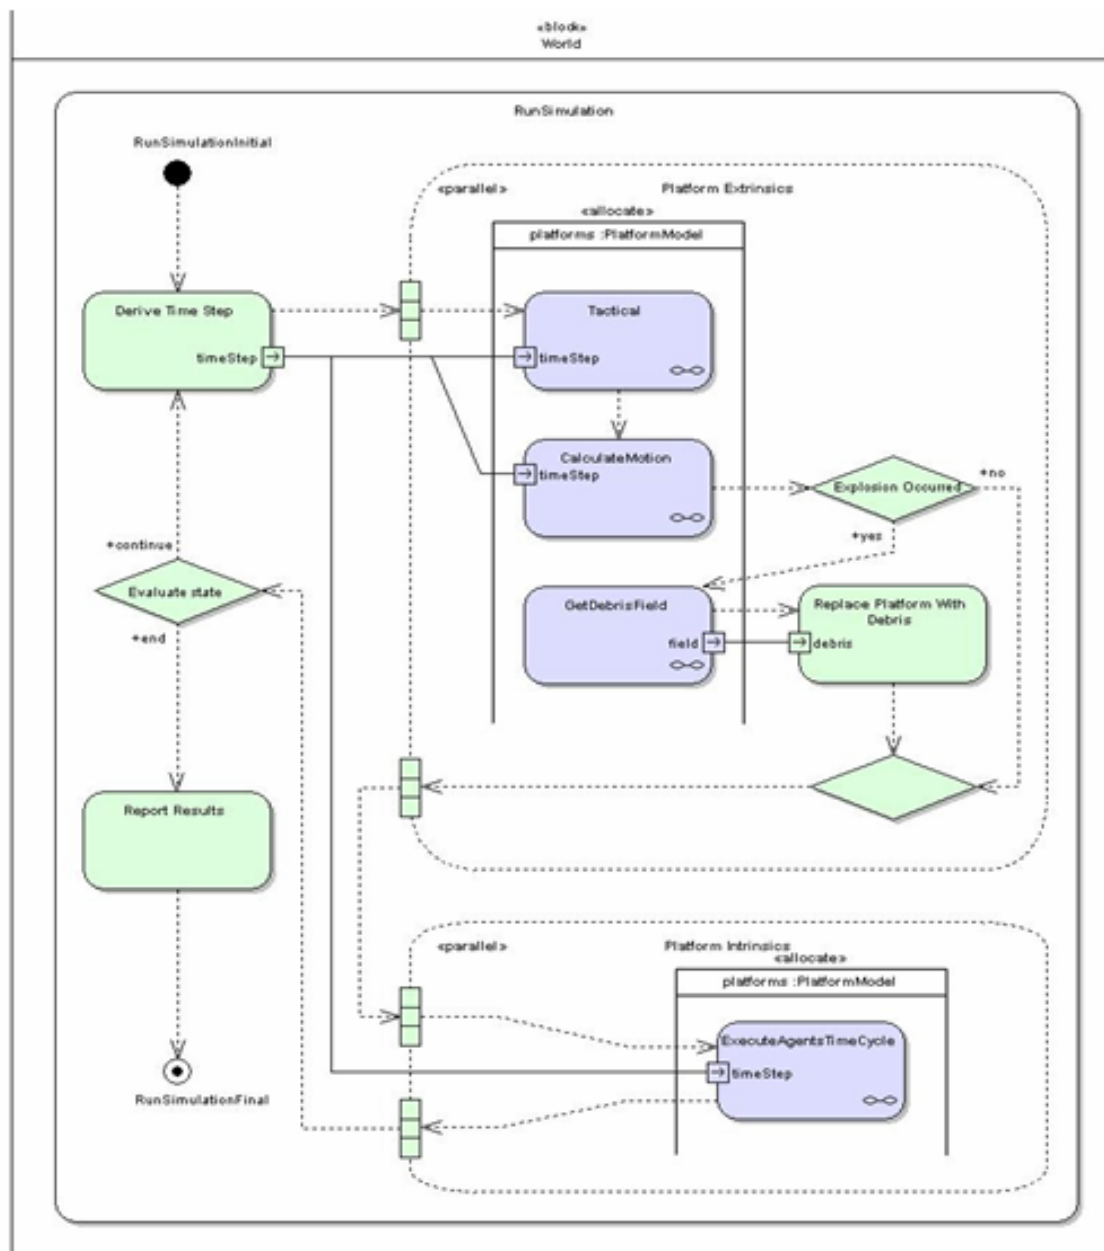 «block»
World
RunSimulation
RunSimulationInitial
«parallel»
Platform Extrinsics
«allocate»
platforms :PlatformModel
Derive Time Step
timeStep
Tactical
timeStep
CalculateMotion
timeStep
Explosion Occurred
+no
+yes
+continue
Evaluate state
+end
GetDebrisField
field
Replace Platform With
Debris
debris
Report Results
«parallel»
Platform Intrinsics
«allocate»
platforms :PlatformModel
ExecuteAgentsTimeCycle
timeStep
RunSimulationFinal